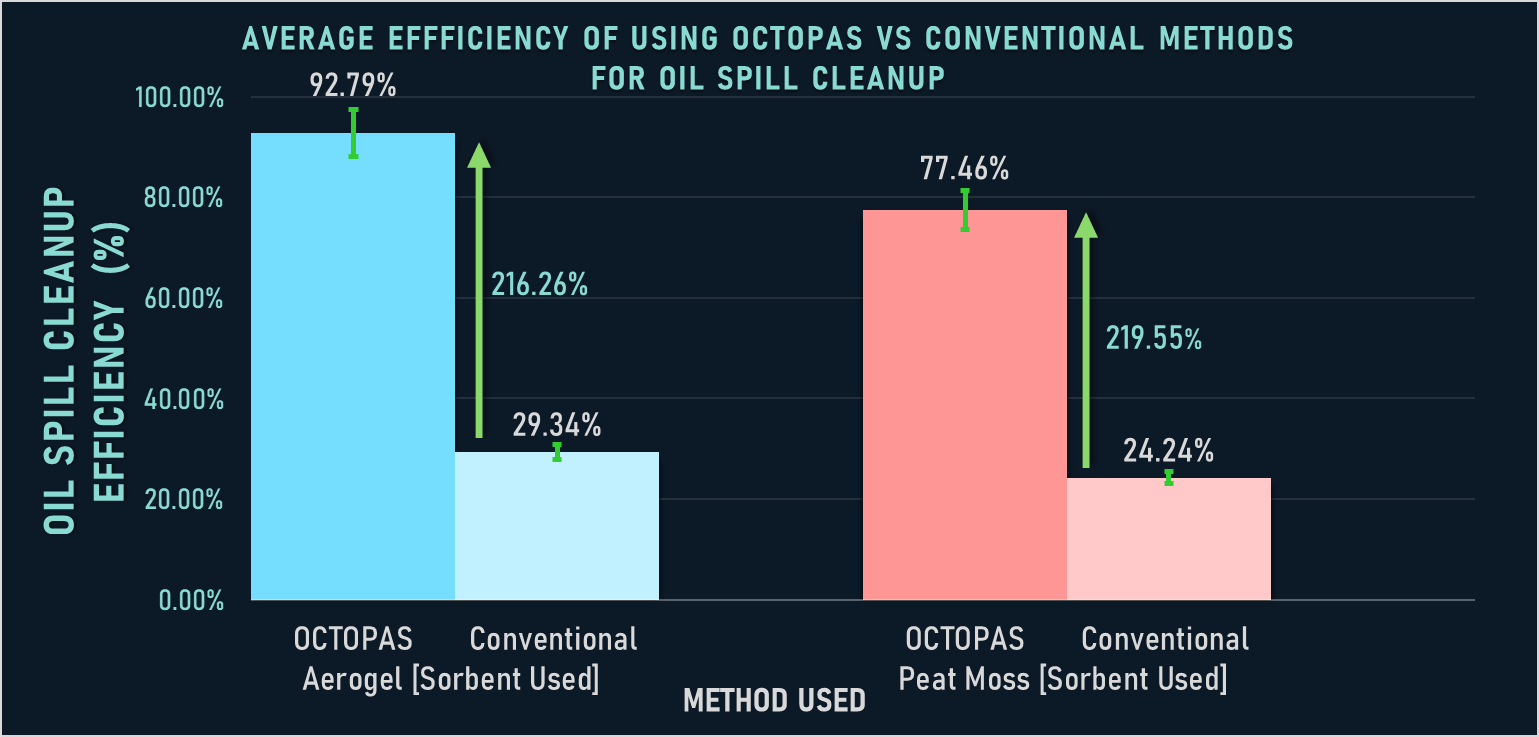 AVERAGE EFFFICIENCY OF USING OCTOPAS VS CONVENTIONAL METHODS
FOR OIL SPILL CLEANUP
OIL SPILL CLEANUP
EFFICIENCY (%)
100.00%
80.00%
60.00%
40.00%
20.00%
0.00%
92.79%
216.26%
29.34%
77.46%
219.55%
24.24%
OCTOPAS Conventional
Aerogel [Sorbent Used]
OCTOPAS Conventional
Peat Moss [Sorbent Used]
METHOD USED